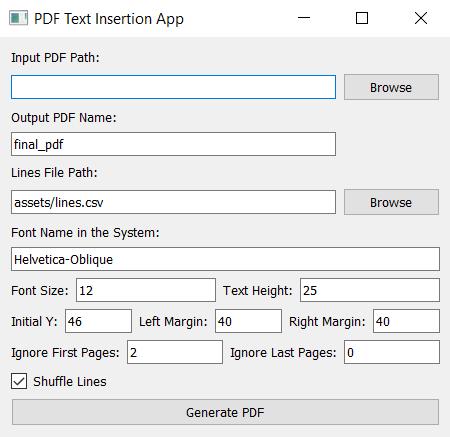 PDF Text Insertion App
Input PDF Path:
Browse
Output PDF Name:
final_pdf
Lines File Path:
assets/lines.csv Browse
Font Name in the System:
Helvetica-Oblique
Font Size: 12 Text Height: 25
Initial Y: 46 Left Margin: 40 Right Margin: 40
Ignore First Pages: 2 Ignore Last Pages: 0
Shuffle Lines
Generate PDF